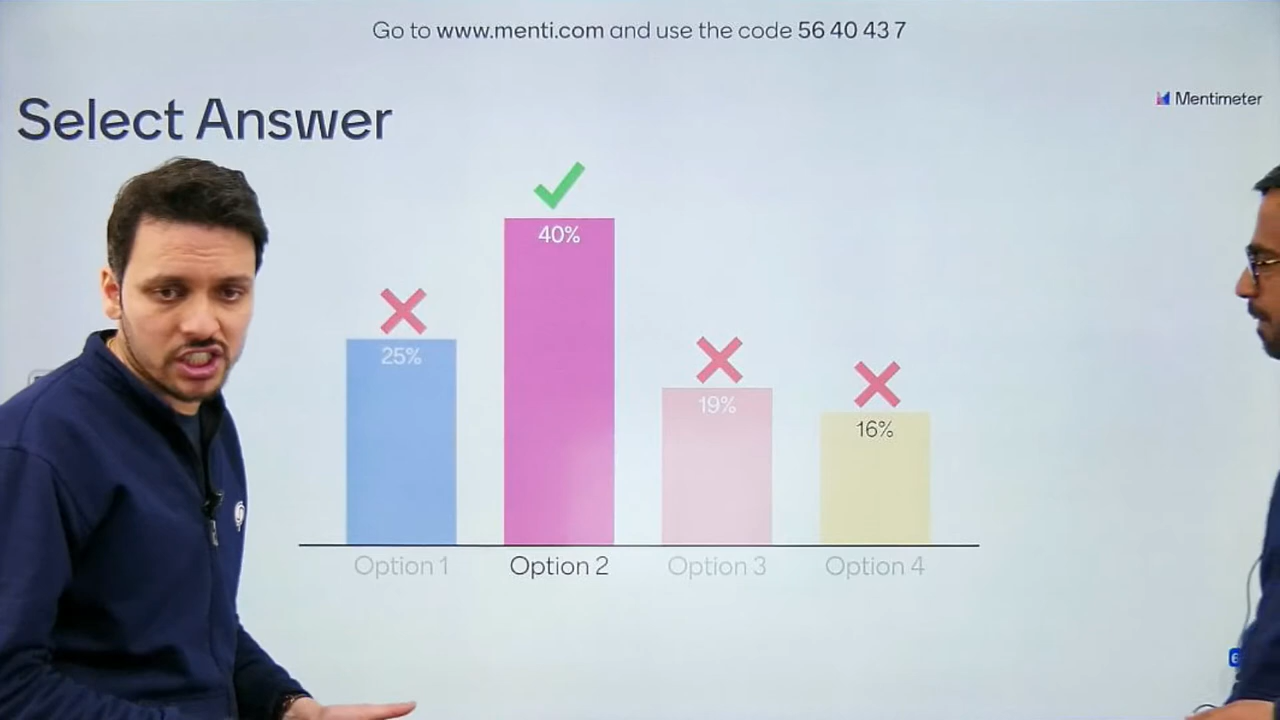 Go to www.menti.com and use the code 56 40 43 7
Mentimeter
Select Answer
40%
25%
19%
16%
Option 1
Option 2
Option 3
Option 4